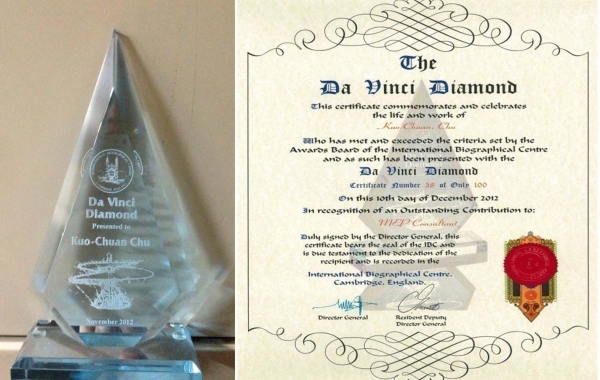 Da Vinci
Diamond
Presented to
Kuo-Chuan Chu
November 2012
The
Da Vinci Diamond
This certificate commemorates and celebrates
the life and work of
Kuo-Chuan, Chu
Who has met and exceeded the criteria set by the
Awards Board of the International Biographical Centre
and as such has been presented with the
Da Vinci Diamond
Certificate Number 28 of Only 100
On this 10th day of December 2012
In recognition of an Outstanding Contribution to:
MEP Consultant
Duly signed by the Director General, this
certificate bears the seal of the IBC and
is due testament to the dedication of the
recipient and is recorded in the
International Biographical Centre,
Cambridge, England.
Director General
Resident Deputy
Director General